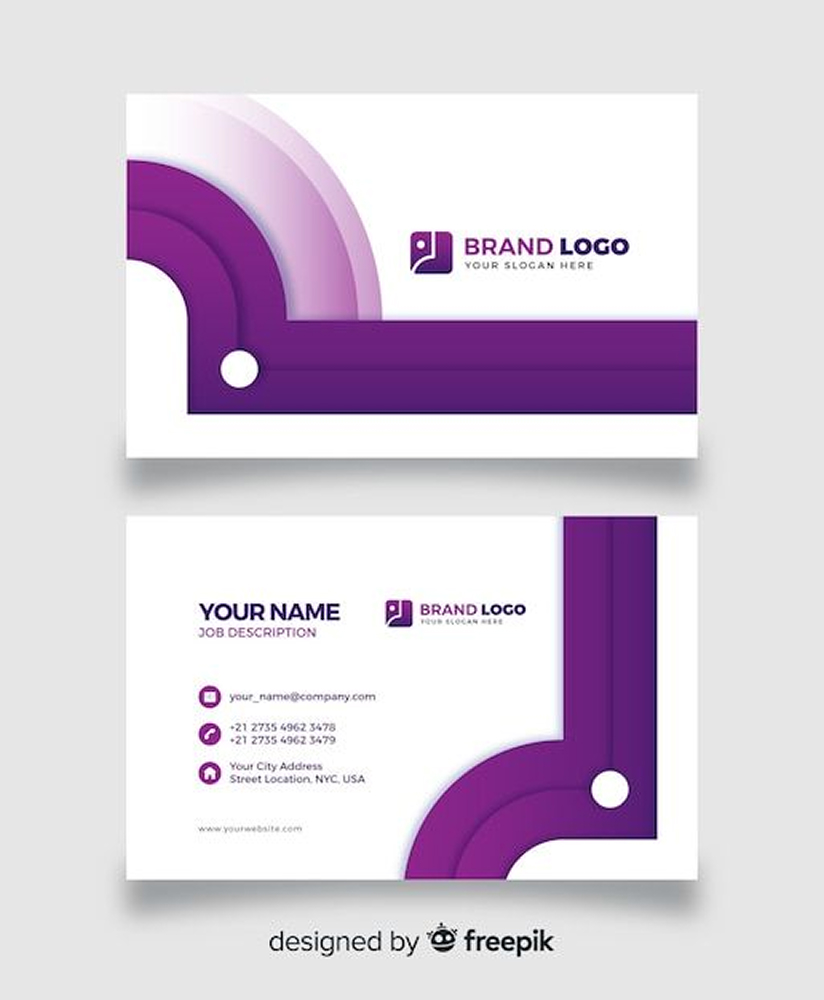 BRAND LOGO
YOUR SLOGAN HERE
YOUR NAME
JOB DESCRIPTION
BRAND LOGO
YOUR SLOGAN HERE
your_name@company.com
+21 2735 4962 3478
+21 2735 4962 3479
Your City Address
Street Location, NYC, USA
www.yourwebsite.com
designed by freepik